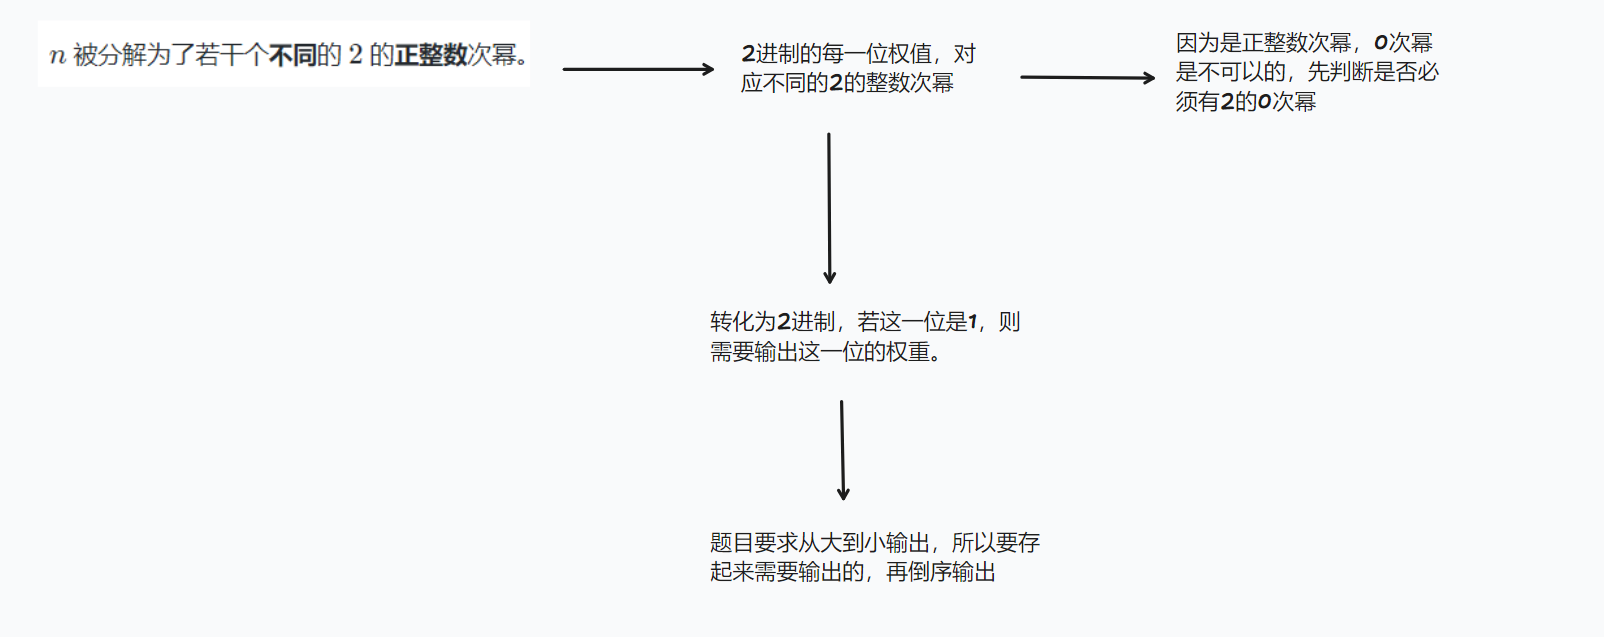 n 被分解为了若干个不同的 2 的正整数次幂。
2进制的每一位权值，对
应不同的2的整数次幂
因为是正整数次幂，0次幂
是不可以的，先判断是否必
须有2的0次幂
转化为2进制，若这一位是1，则
需要输出这一位的权重。
题目要求从大到小输出，所以要存
起来需要输出的，再倒序输出